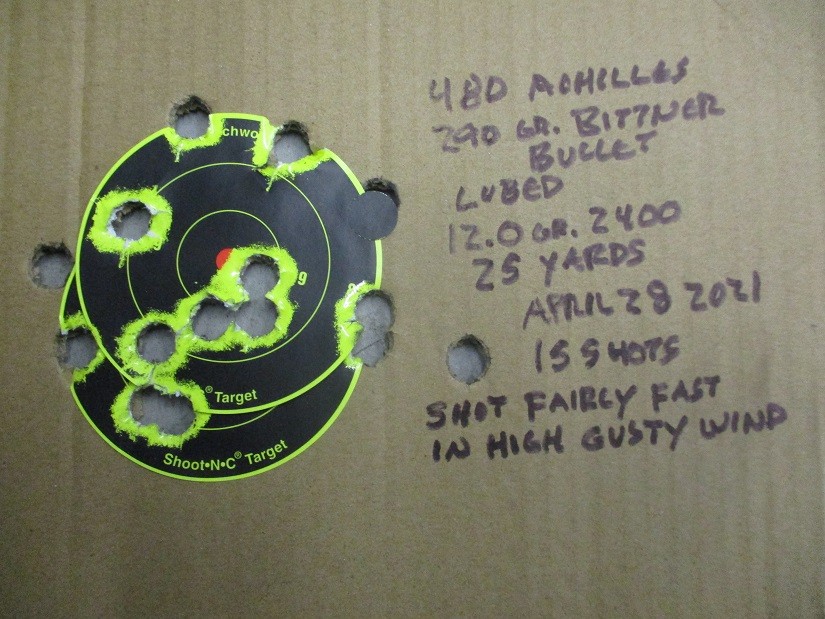 480 ACHILLES
290 GR. BITTNER
BULLET
LUBED
12.0 GR. 2400
25 YARDS
APRIL 28 2021
15 SHOTS
SHOT FAIRLY FAST
IN HIGH GUSTY WIND
chwo
g
® Target
Shoot•N•C® Target